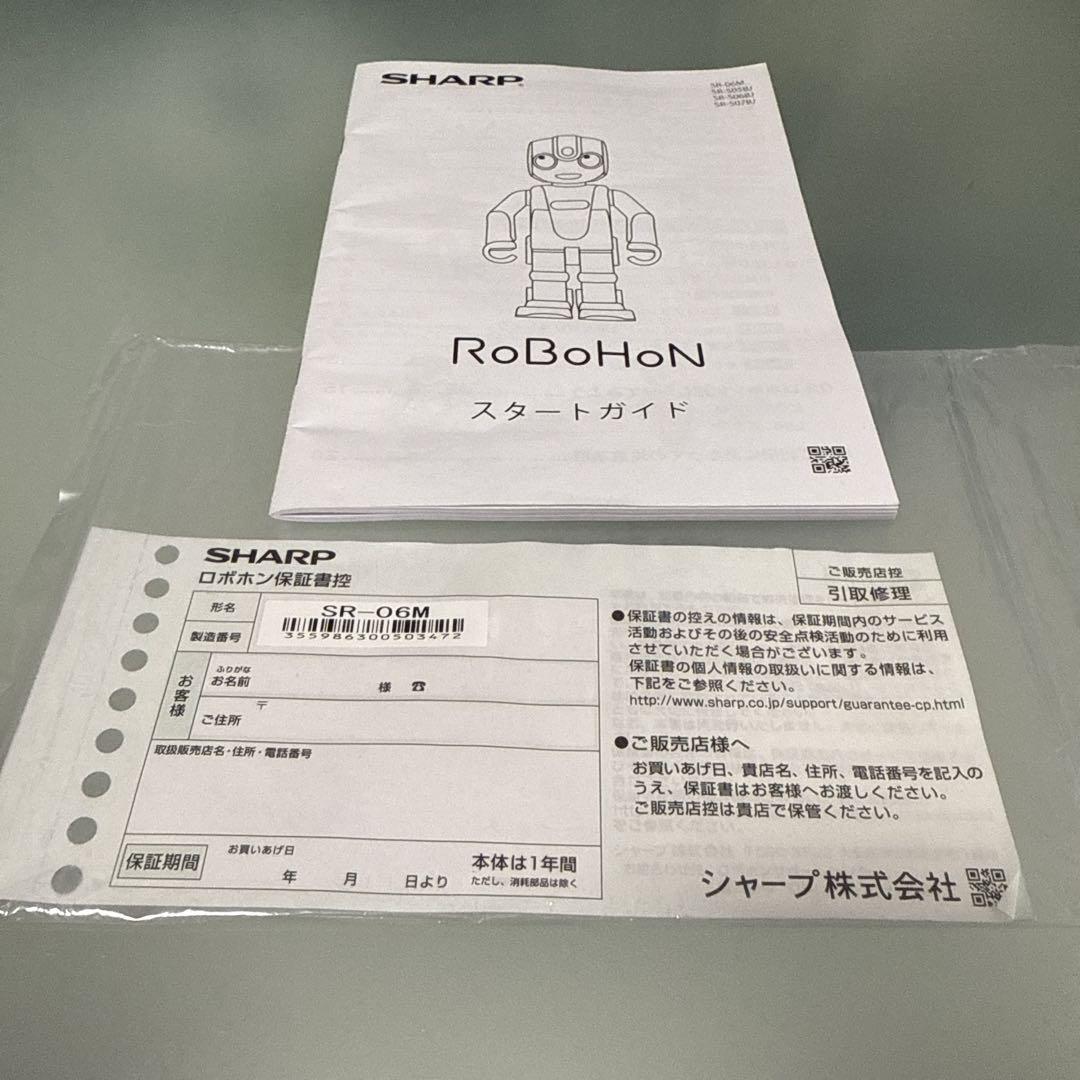 SHARP
SR-06M
SR-S05BJ
SR-S06BJ
SR-S07BJ
RoBoHoN
スタートガイド
SHARP
ロボホン保証書控
ご販売店控
引取修理
形名
SR-06M
製造番号
355986300503472
お客様
ふりがな
お名前
様 ☎
〒
ご住所
取扱販売店名・住所・電話番号
保証期間
お買いあげ日
年 月 日より
本体は1年間
ただし、消耗部品は除く
●保証書の控えの情報は、保証期間内のサービス
活動およびその後の安全点検活動のために利用
させていただく場合がございます。
保証書の個人情報の取扱いに関する情報は、
下記をご参照ください。
http://www.sharp.co.jp/support/guarantee-cp.html
●ご販売店様へ
お買いあげ日、貴店名、住所、電話番号を記入の
うえ、保証書はお客様へお渡しください。
ご販売店控は貴店で保管ください。
シャープ株式会社